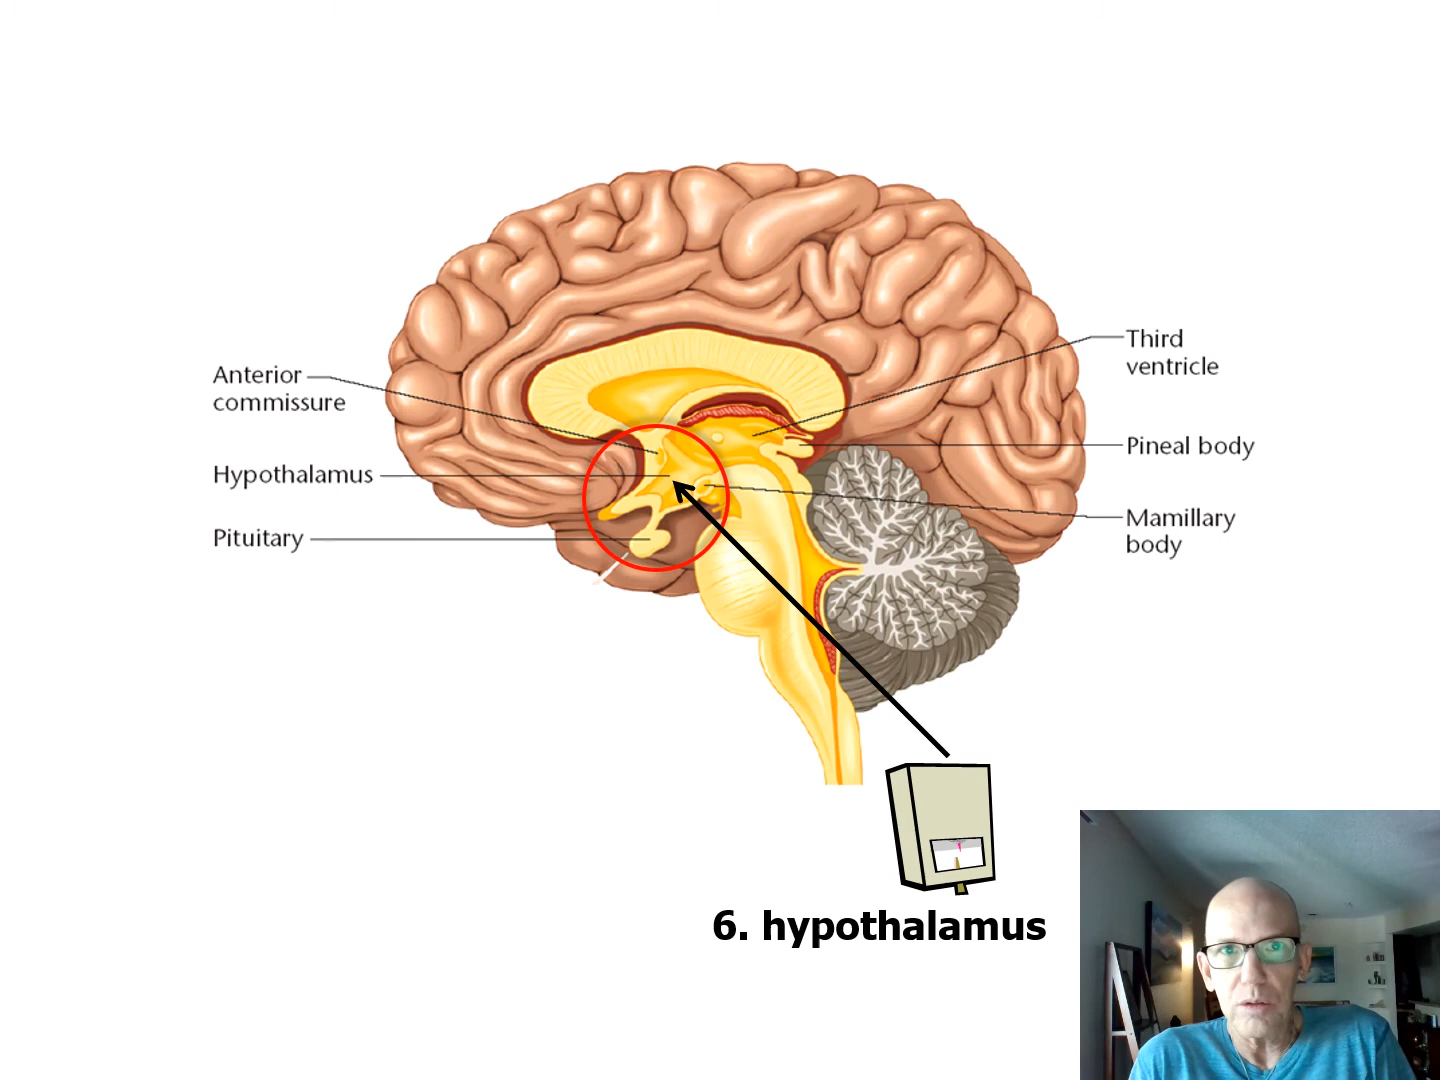 Anterior
commissure
Hypothalamus
Pituitary
Third
ventricle
Pineal body
Mamillary
body
6. hypothalamus